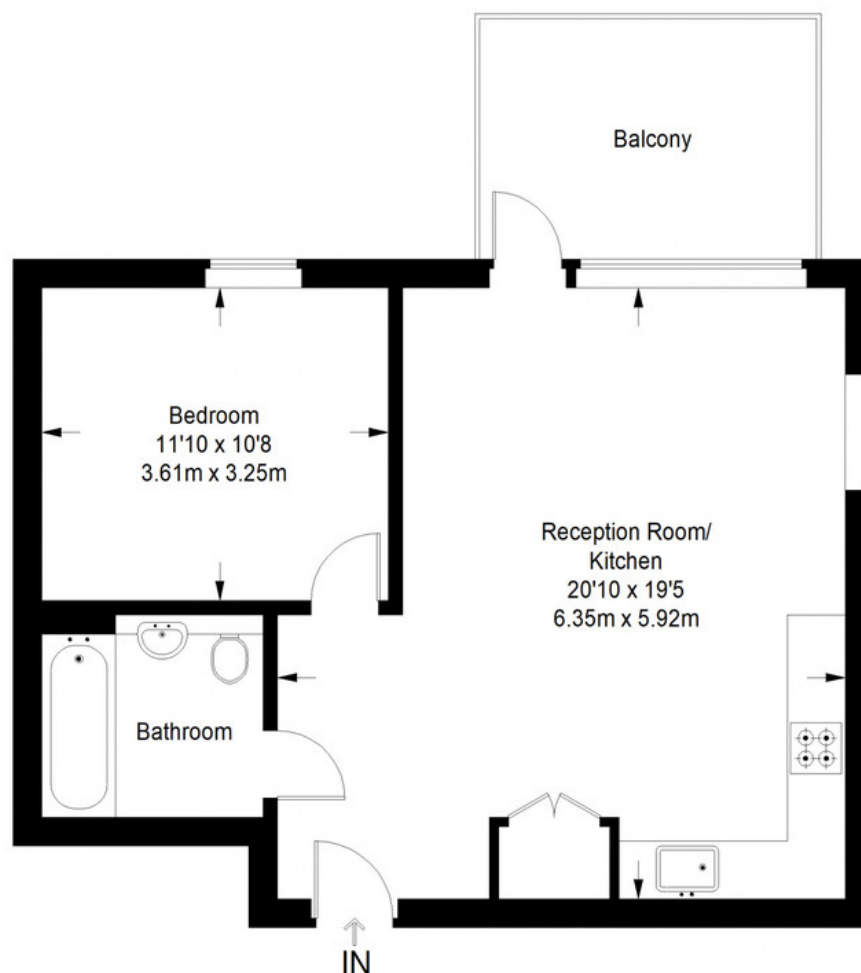 Balcony
Bedroom
11'10 x 10'8
3.61m x 3.25m
Reception Room/
Kitchen
20'10 x 19'5
6.35m x 5.92m
Bathroom
IN